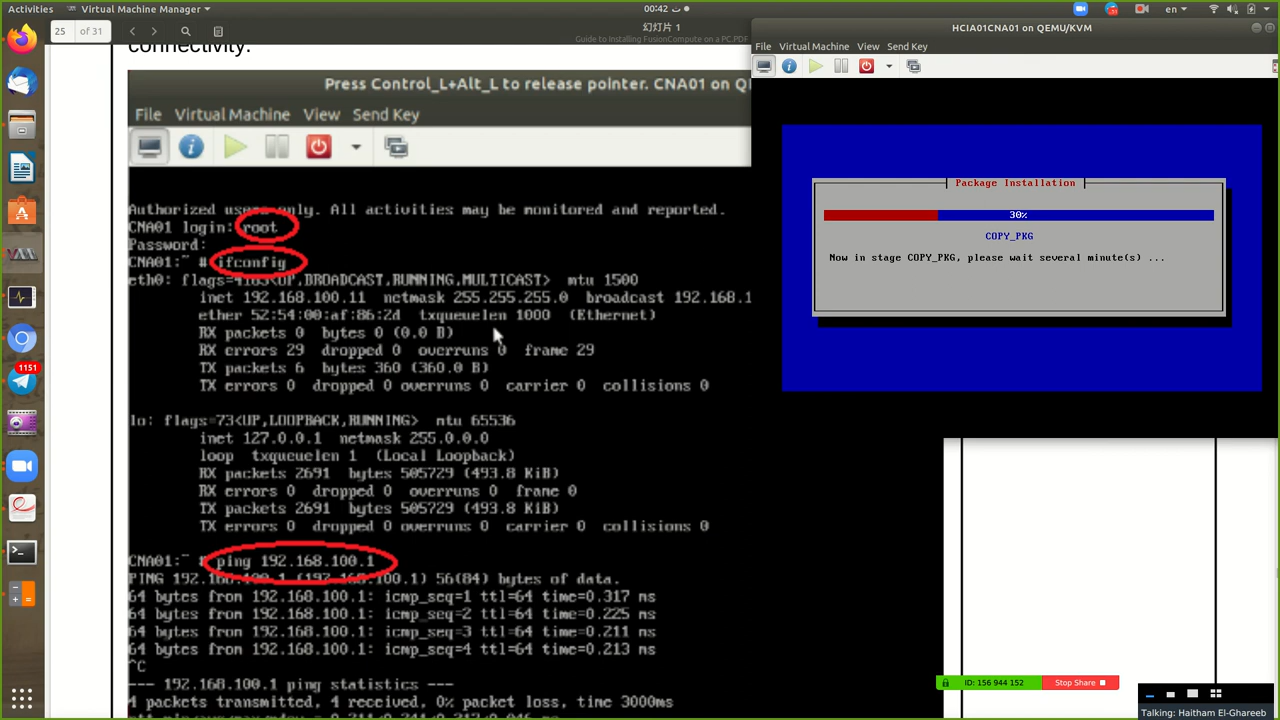 Activities
Virtual Machine Manager
00:42 ت
en
25
of 31
幻灯片 1
Guide to Installing FusionCompute on a PC.PDF
connectivity.
Press Control_L+Alt_L to release pointer. CNA01 on QE
File Virtual Machine View Send Key
Authorized users only. All activities may be monitored and reported.
CNA01 login: root
Password:
CNA01:~ # ifconfig
eth0: flags=4163<UP,BROADCAST,RUNNING,MULTICAST> mtu 1500
inet 192.168.100.11 netmask 255.255.255.0 broadcast 192.168.1
ether 52:54:00:af:86:2d txqueuelen 1000 (Ethernet)
RX packets 0 bytes 0 (0.0 B)
RX errors 29 dropped 0 overruns 0 frame 29
TX packets 6 bytes 360 (360.0 B)
TX errors 0 dropped 0 overruns 0 carrier 0 collisions 0
lo: flags=73<UP,LOOPBACK,RUNNING> mtu 65536
inet 127.0.0.1 netmask 255.0.0.0
loop txqueuelen 1 (Local Loopback)
RX packets 2691 bytes 505729 (493.8 KiB)
RX errors 0 dropped 0 overruns 0 frame 0
TX packets 2691 bytes 505729 (493.8 KiB)
TX errors 0 dropped 0 overruns 0 carrier 0 collisions 0
CNA01:~ # ping 192.168.100.1
PING 192.168.100.1 (192.168.100.1) 56(84) bytes of data.
64 bytes from 192.168.100.1: icmp_seq=1 ttl=64 time=0.317 ms
64 bytes from 192.168.100.1: icmp_seq=2 ttl=64 time=0.225 ms
64 bytes from 192.168.100.1: icmp_seq=3 ttl=64 time=0.211 ms
64 bytes from 192.168.100.1: icmp_seq=4 ttl=64 time=0.213 ms
^C
--- 192.168.100.1 ping statistics ---
4 packets transmitted, 4 received, 0% packet loss, time 3000ms
HCIA01CNA01 on QEMU/KVM
File Virtual Machine View Send Key
Package Installation
30%
COPY_PKG
Now in stage COPY_PKG, please wait several minute(s) ...
1151
ID: 156 944 152
Stop Share
Talking: Haitham El-Ghareeb